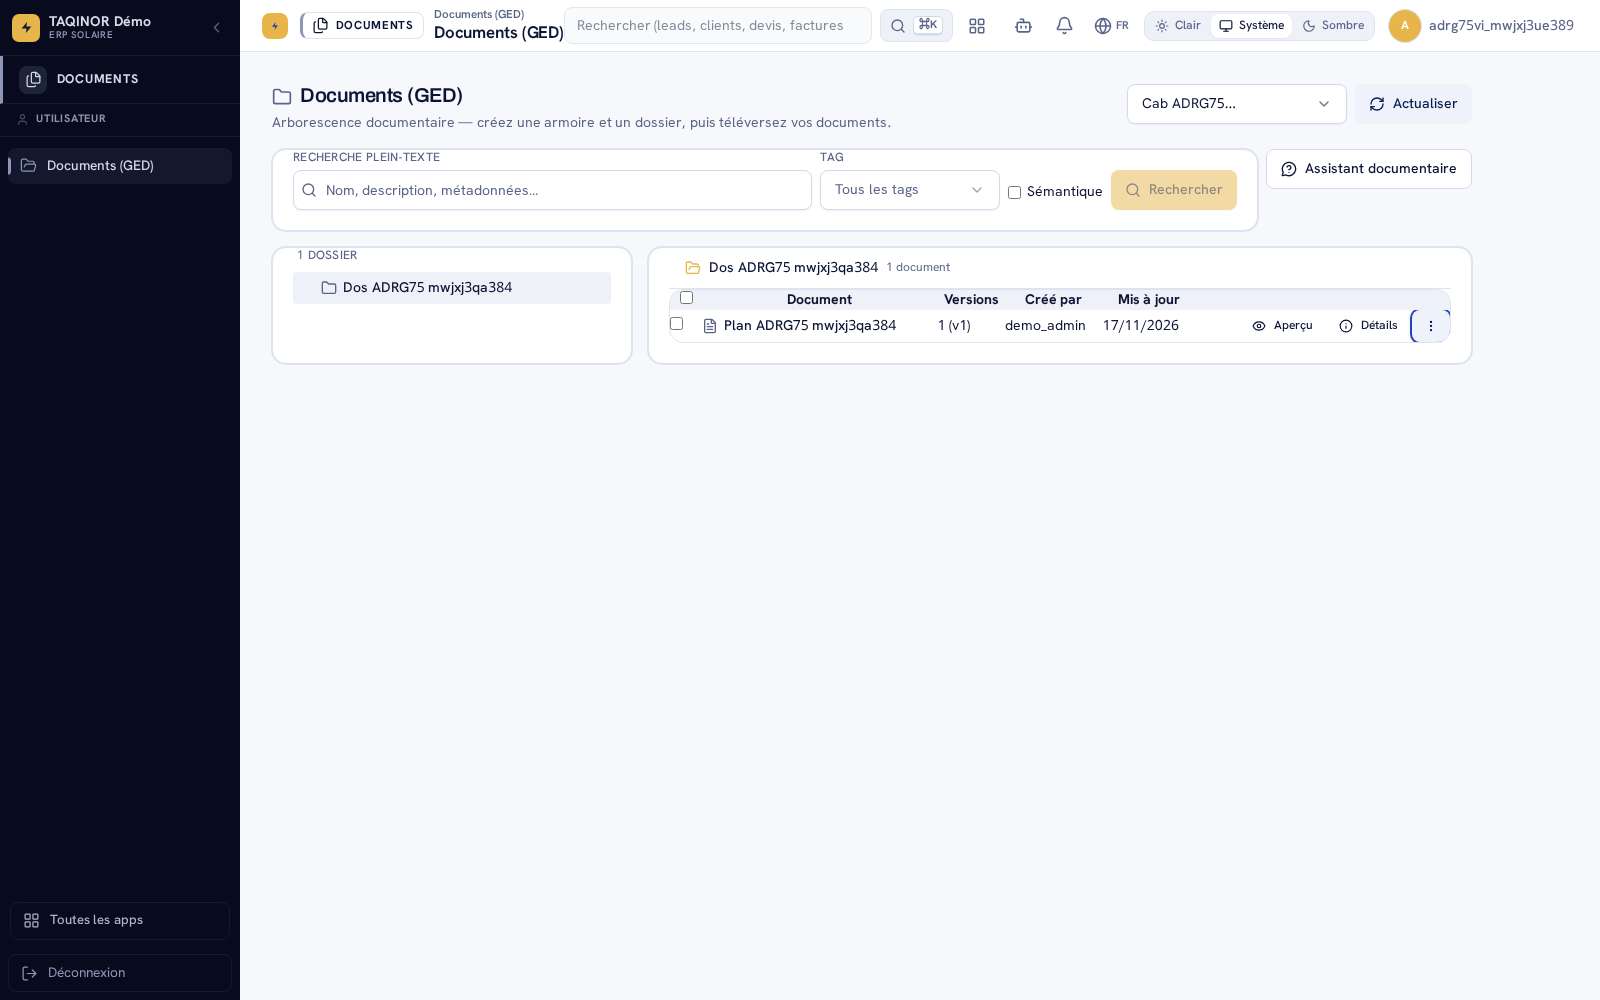 TAQINOR Démo
ERP SOLAIRE
DOCUMENTS
UTILISATEUR
Documents (GED)
Toutes les apps
Déconnexion
DOCUMENTS
Documents (GED)
Documents (GED)
Rechercher (leads, clients, devis, factures
⌘K
FR
Clair
Système
Sombre
A
adrg75vi_mwjxj3ue389
Documents (GED)
Arborescence documentaire — créez une armoire et un dossier, puis téléversez vos documents.
Cab ADRG75...
Actualiser
RECHERCHE PLEIN-TEXTE
TAG
Nom, description, métadonnées...
Tous les tags
Sémantique
Rechercher
Assistant documentaire
1 DOSSIER
Dos ADRG75 mwjxj3qa384
Dos ADRG75 mwjxj3qa384 1 document
Document Versions Créé par Mis à jour
Plan ADRG75 mwjxj3qa384 1 (v1) demo_admin 17/11/2026 Aperçu Détails